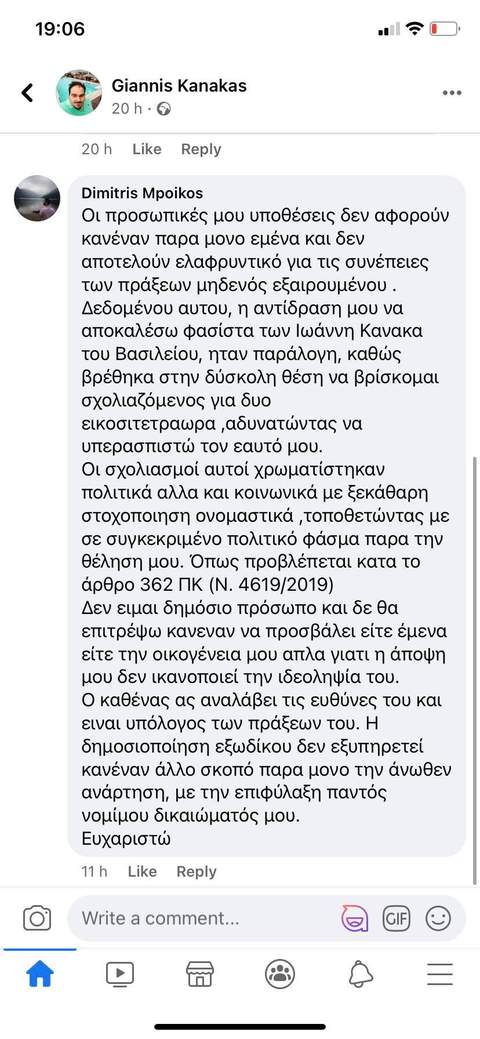 19:06
Giannis Kanakas
20 h ·
20 h Like Reply
Dimitris Mpoikos
Οι προσωπικές μου υποθέσεις δεν αφορούν
κανέναν παρα μονο εμένα και δεν
αποτελούν ελαφρυντικό για τις συνέπειες
των πράξεων μηδενός εξαιρουμένου .
Δεδομένου αυτου, η αντίδραση μου να
αποκαλέσω φασίστα των Ιωάννη Κανακα
του Βασιλείου, ηταν παράλογη, καθώς
βρέθηκα στην δύσκολη θέση να βρίσκομαι
σχολιαζόμενος για δυο
εικοσιτετραωρα ,αδυνατώντας να
υπερασπιστώ τον εαυτό μου.
Οι σχολιασμοί αυτοί χρωματίστηκαν
πολιτικά αλλα και κοινωνικά με ξεκάθαρη
στοχοποιηση ονομαστικά ,τοποθετώντας με
σε συγκεκριμένο πολιτικό φάσμα παρα την
θέληση μου. Όπως προβλέπεται κατα το
άρθρο 362 ΠΚ (Ν. 4619/2019)
Δεν ειμαι δημόσιο πρόσωπο και δε θα
επιτρέψω κανεναν να προσβάλει είτε έμενα
είτε την οικογένεια μου απλα γιατι η άποψη
μου δεν ικανοποιεί την ιδεοληψία του.
Ο καθένας ας αναλάβει τις ευθύνες του και
ειναι υπόλογος των πράξεων του. Η
δημοσιοποίηση εξωδίκου δεν εξυπηρετεί
κανέναν άλλο σκοπό παρα μονο την άνωθεν
ανάρτηση, με την επιφύλαξη παντός
νομίμου δικαιώματός μου.
Ευχαριστώ
11 h Like Reply
Write a comment...
GIF